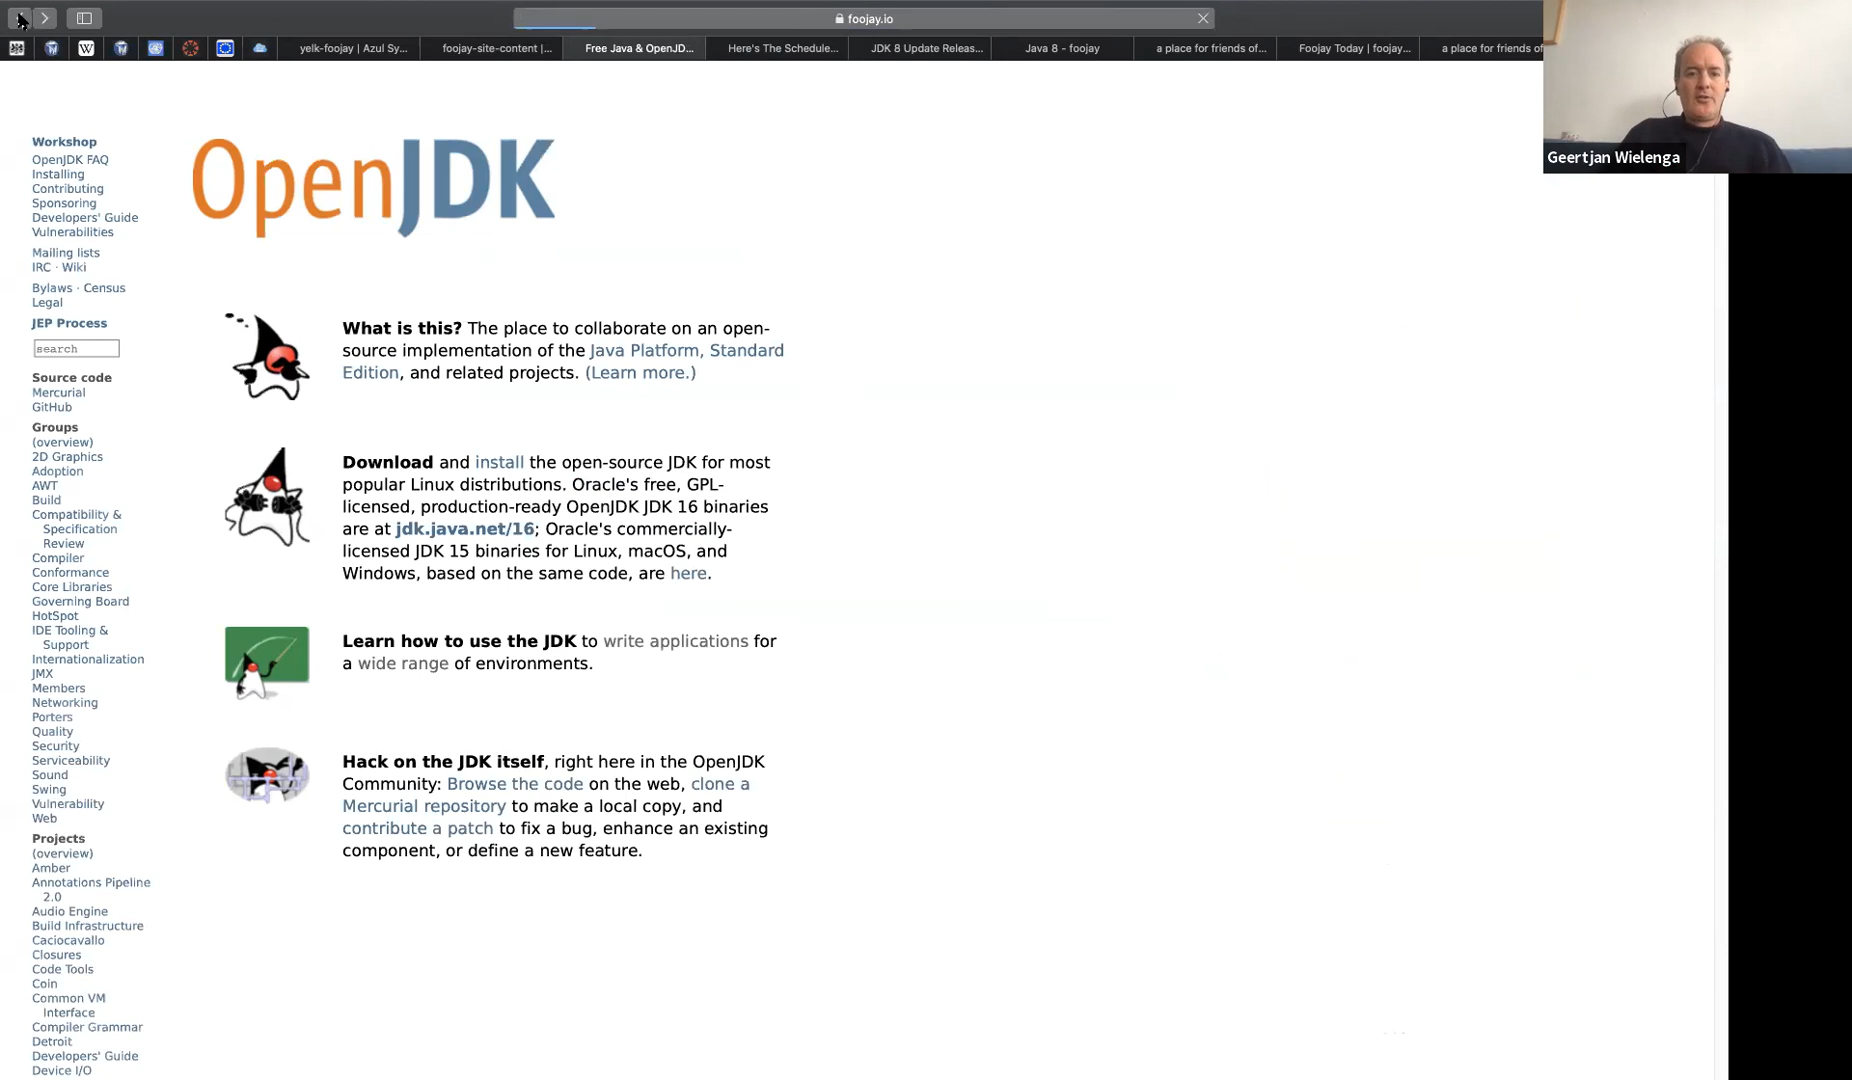 foojay.io
yelk-foojay | Azul Sy...
foojay-site-content |...
Free Java & OpenJD...
Here's The Schedule...
JDK 8 Update Releas...
Java 8 - foojay
a place for friends of...
Foojay Today | foojay...
a place for friends of
Geertjan Wielenga
Workshop
OpenJDK FAQ
Installing
Contributing
Sponsoring
Developers' Guide
Vulnerabilities
Mailing lists
IRC · Wiki
Bylaws · Census
Legal
JEP Process
search
Source code
Mercurial
GitHub
Groups
(overview)
2D Graphics
Adoption
AWT
Build
Compatibility &
Specification
Review
Compiler
Conformance
Core Libraries
Governing Board
HotSpot
IDE Tooling &
Support
Internationalization
JMX
Members
Networking
Porters
Quality
Security
Serviceability
Sound
Swing
Vulnerability
Web
Projects
(overview)
Amber
Annotations Pipeline
2.0
Audio Engine
Build Infrastructure
Caciocavallo
Closures
Code Tools
Coin
Common VM
Interface
Compiler Grammar
Detroit
Developers' Guide
Device I/O
OpenJDK
What is this? The place to collaborate on an open-
source implementation of the Java Platform, Standard
Edition, and related projects. (Learn more.)
Download and install the open-source JDK for most
popular Linux distributions. Oracle's free, GPL-
licensed, production-ready OpenJDK JDK 16 binaries
are at jdk.java.net/16; Oracle's commercially-
licensed JDK 15 binaries for Linux, macOS, and
Windows, based on the same code, are here.
Learn how to use the JDK to write applications for
a wide range of environments.
Hack on the JDK itself, right here in the OpenJDK
Community: Browse the code on the web, clone a
Mercurial repository to make a local copy, and
contribute a patch to fix a bug, enhance an existing
component, or define a new feature.